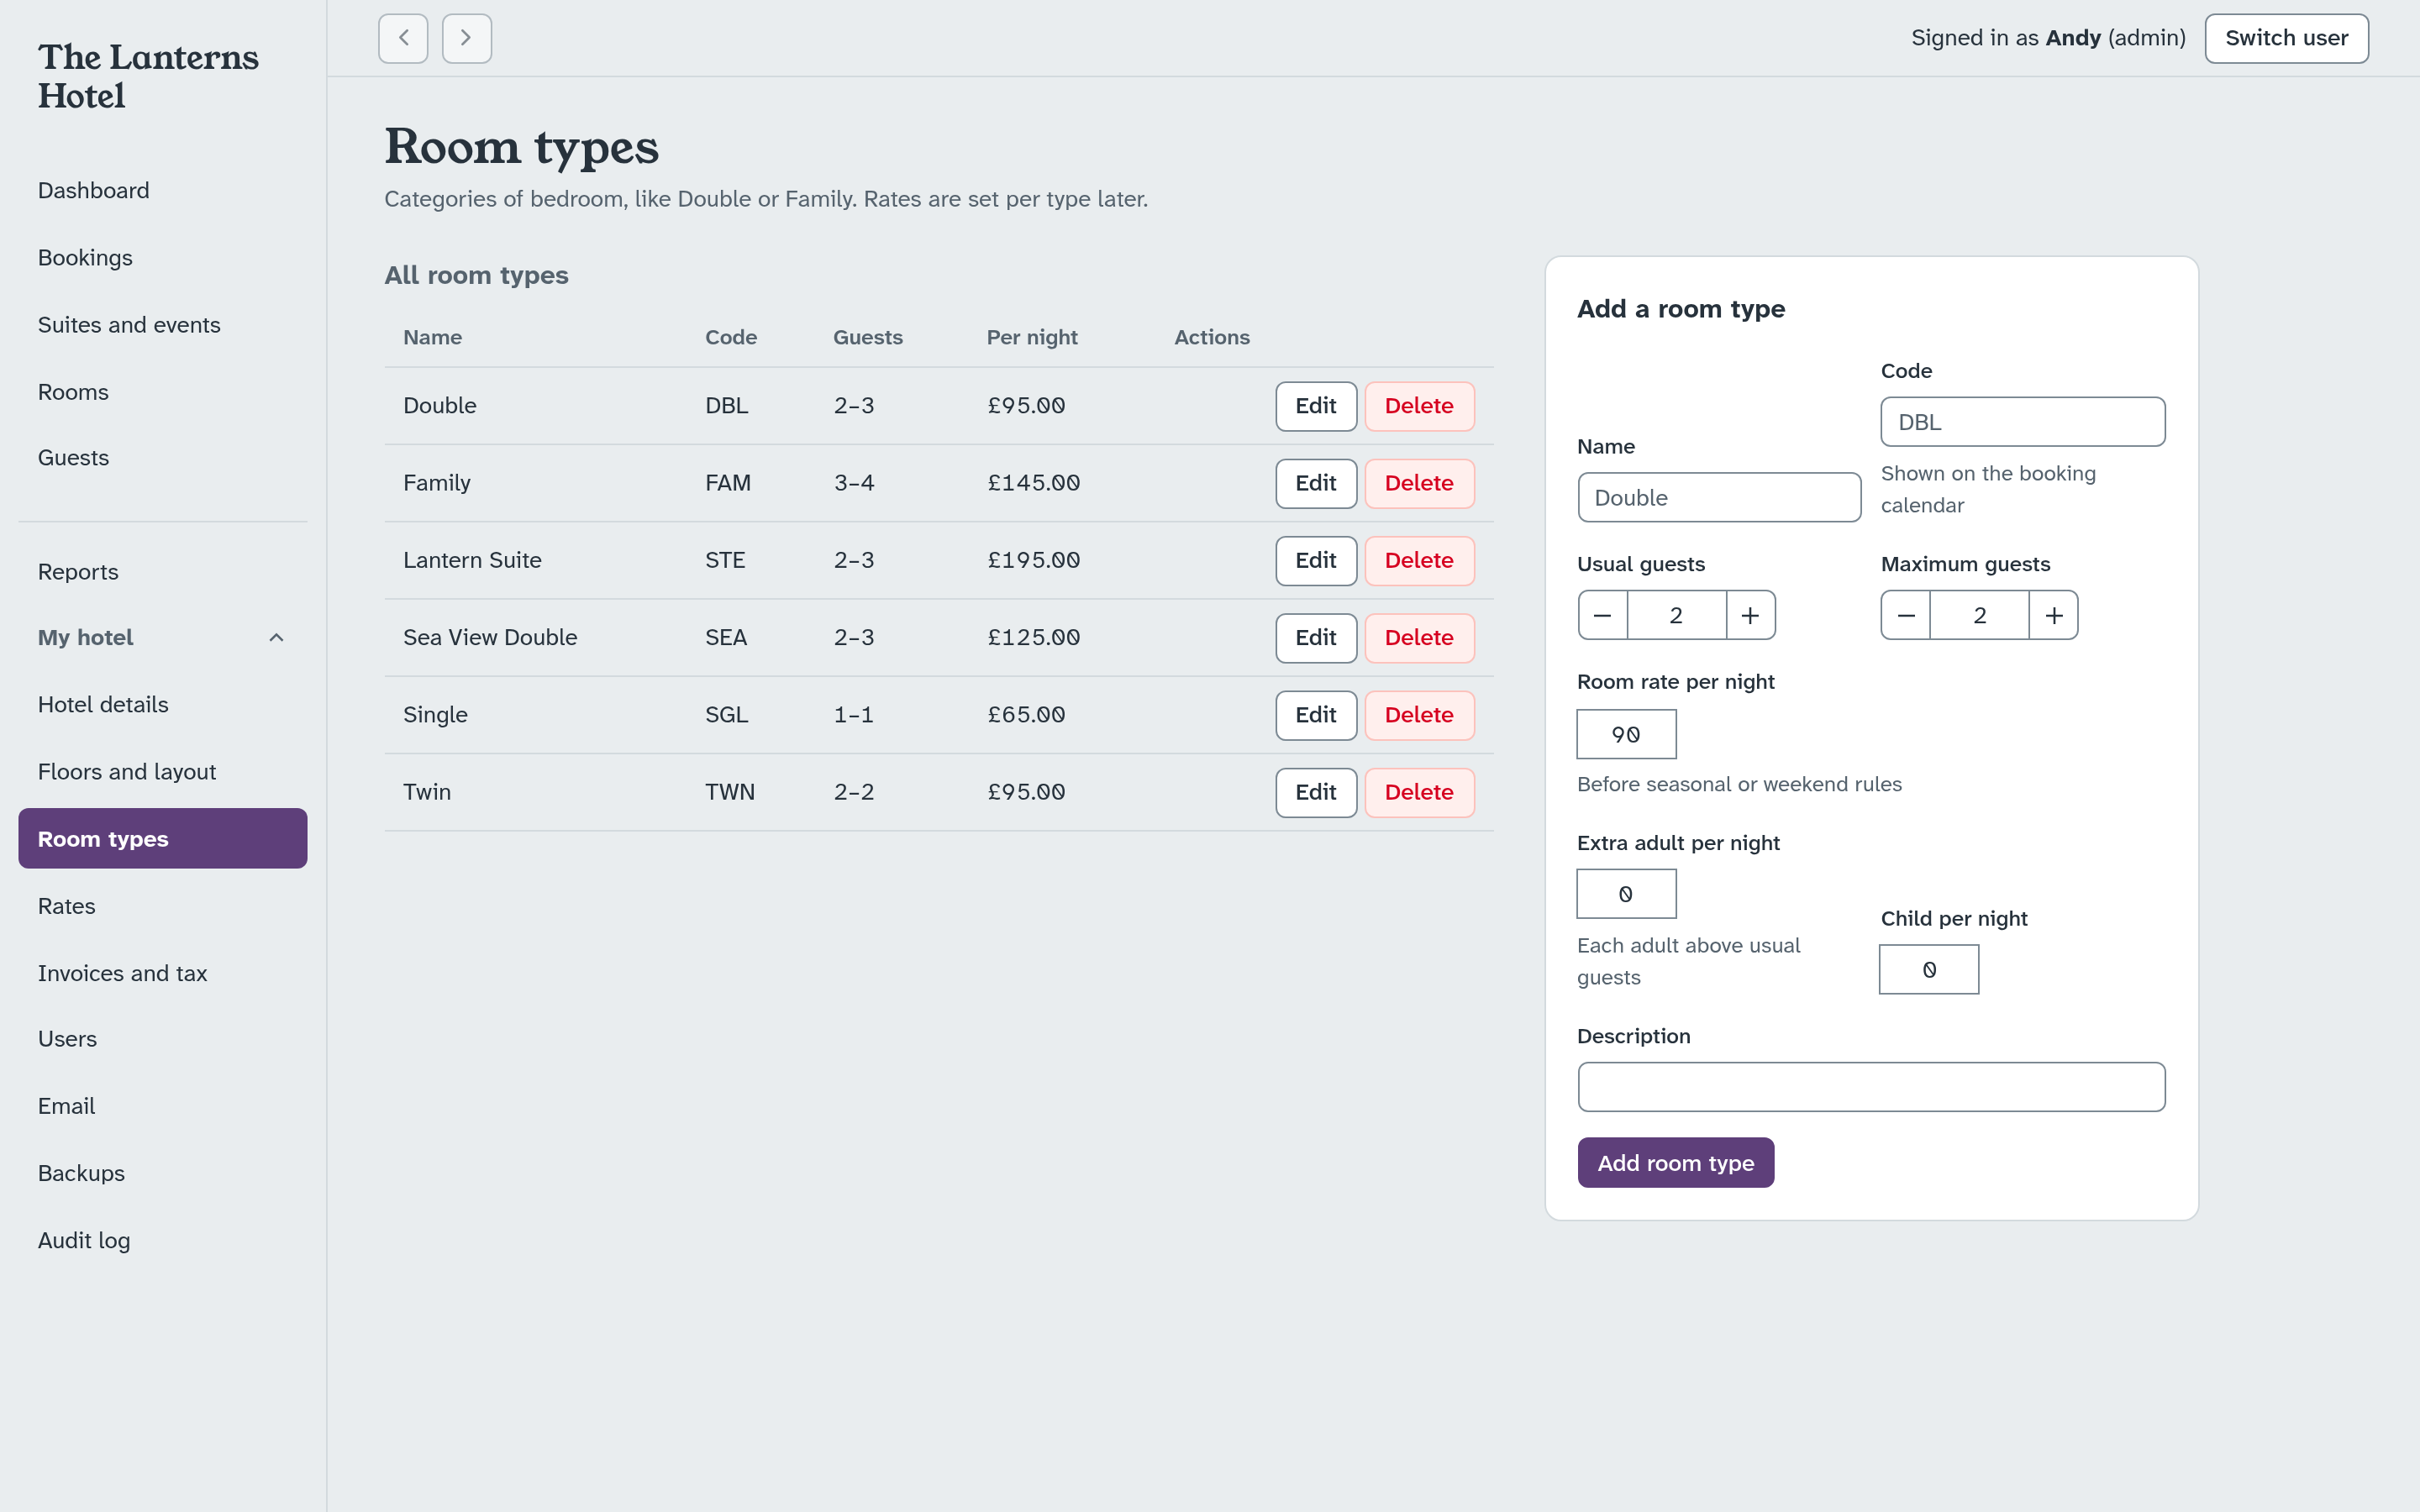 The Lanterns
Hotel
Dashboard
Bookings
Suites and events
Rooms
Guests
Reports
My hotel
Hotel details
Floors and layout
Room types
Rates
Invoices and tax
Users
Email
Backups
Audit log
Signed in as Andy (admin) Switch user
Room types
Categories of bedroom, like Double or Family. Rates are set per type later.
All room types
Name Code Guests Per night Actions
Double DBL 2–3 £95.00 Edit Delete
Family FAM 3–4 £145.00 Edit Delete
Lantern Suite STE 2–3 £195.00 Edit Delete
Sea View Double SEA 2–3 £125.00 Edit Delete
Single SGL 1–1 £65.00 Edit Delete
Twin TWN 2–2 £95.00 Edit Delete
Add a room type
Name
Double
Code
DBL
Shown on the booking
calendar
Usual guests
− 2 +
Maximum guests
− 2 +
Room rate per night
90
Before seasonal or weekend rules
Extra adult per night
0
Each adult above usual
guests
Child per night
0
Description
Add room type